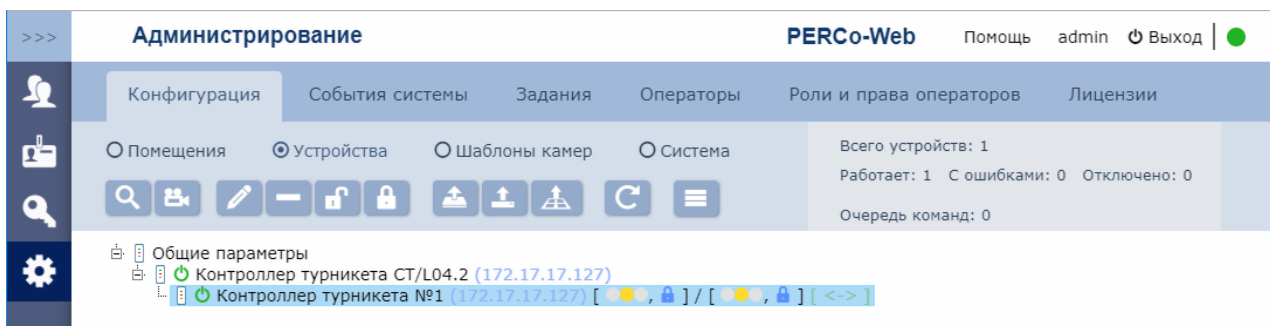 >>> Администрирование PERCo-Web Помощь admin Выход
Конфигурация События системы Задания Операторы Роли и права операторов Лицензии
Помещения Устройства Шаблоны камер Система
Всего устройств: 1
Работает: 1 С ошибками: 0 Отключено: 0
Очередь команд: 0
Общие параметры
Контроллер турникета CT/L04.2 (172.17.17.127)
Контроллер турникета №1 (172.17.17.127) [ , ] / [ , ] [ <-> ]